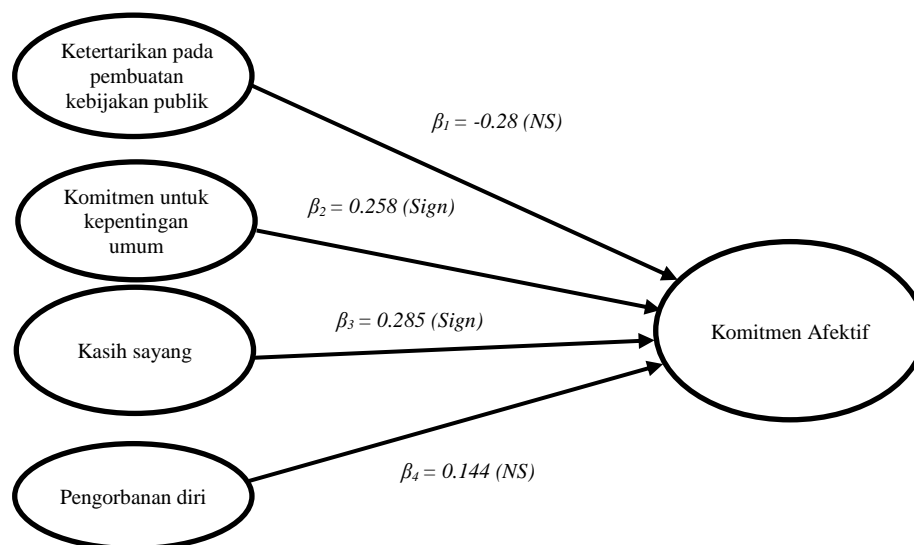 Ketertarikan pada
pembuatan
kebijakan publik
β1 = -0.28 (NS)
Komitmen untuk
kepentingan
umum
β2 = 0.258 (Sign)
Kasih sayang
β3 = 0.285 (Sign)
Komitmen Afektif
Pengorbanan diri
β4 = 0.144 (NS)